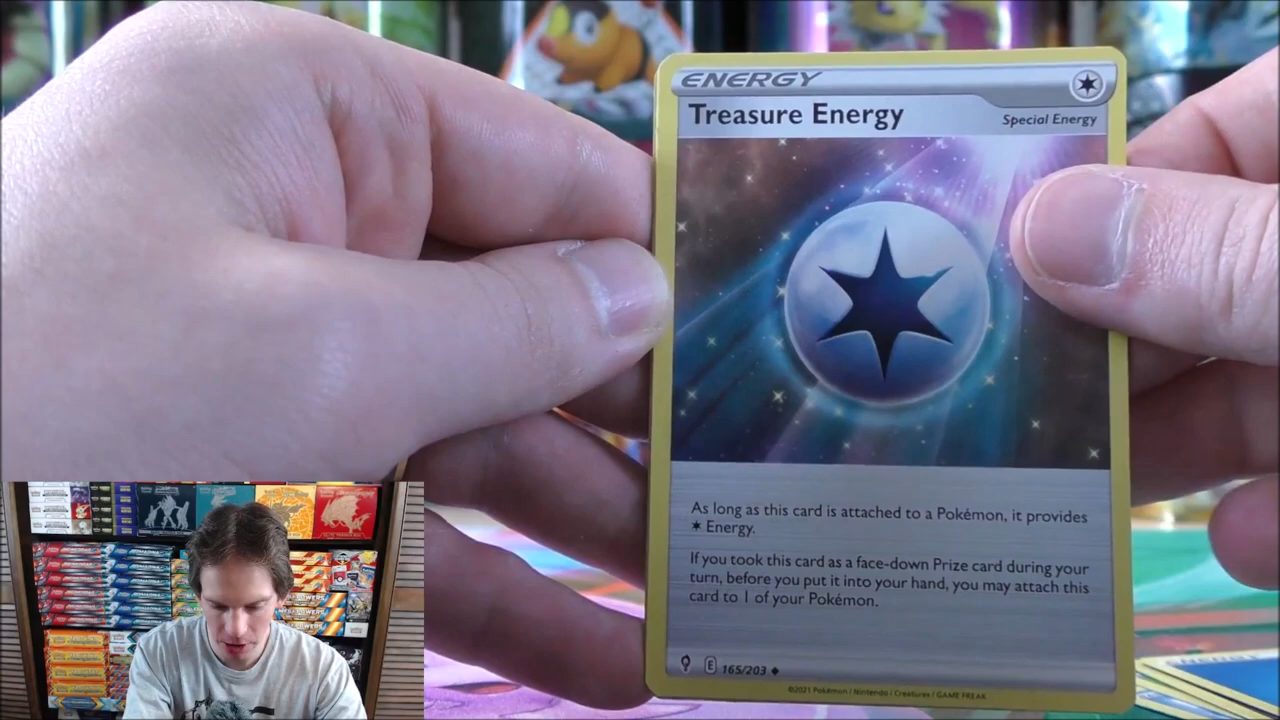 ENERGY
Treasure Energy
Special Energy
As long as this card is attached to a Pokémon, it provides
✶ Energy.
If you took this card as a face-down Prize card during your
turn, before you put it into your hand, you may attach this
card to 1 of your Pokémon.
E 165/203 ◆
©2021 Pokémon / Nintendo / Creatures / GAME FREAK